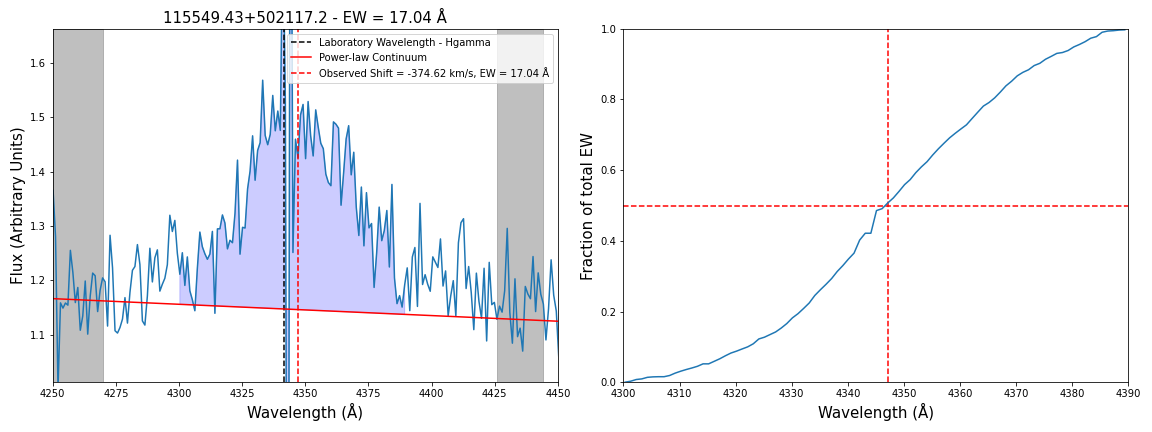 115549.43+502117.2 - EW = 17.04 Å
Laboratory Wavelength - Hgamma
Power-law Continuum
Observed Shift = -374.62 km/s, EW = 17.04 Å
Flux (Arbitrary Units)
1.6
1.5
1.4
1.3
1.2
1.1
4250 4275 4300 4325 4350 4375 4400 4425 4450
Wavelength (Å)
Fraction of total EW
1.0
0.8
0.6
0.4
0.2
0.0
4300 4310 4320 4330 4340 4350 4360 4370 4380 4390
Wavelength (Å)